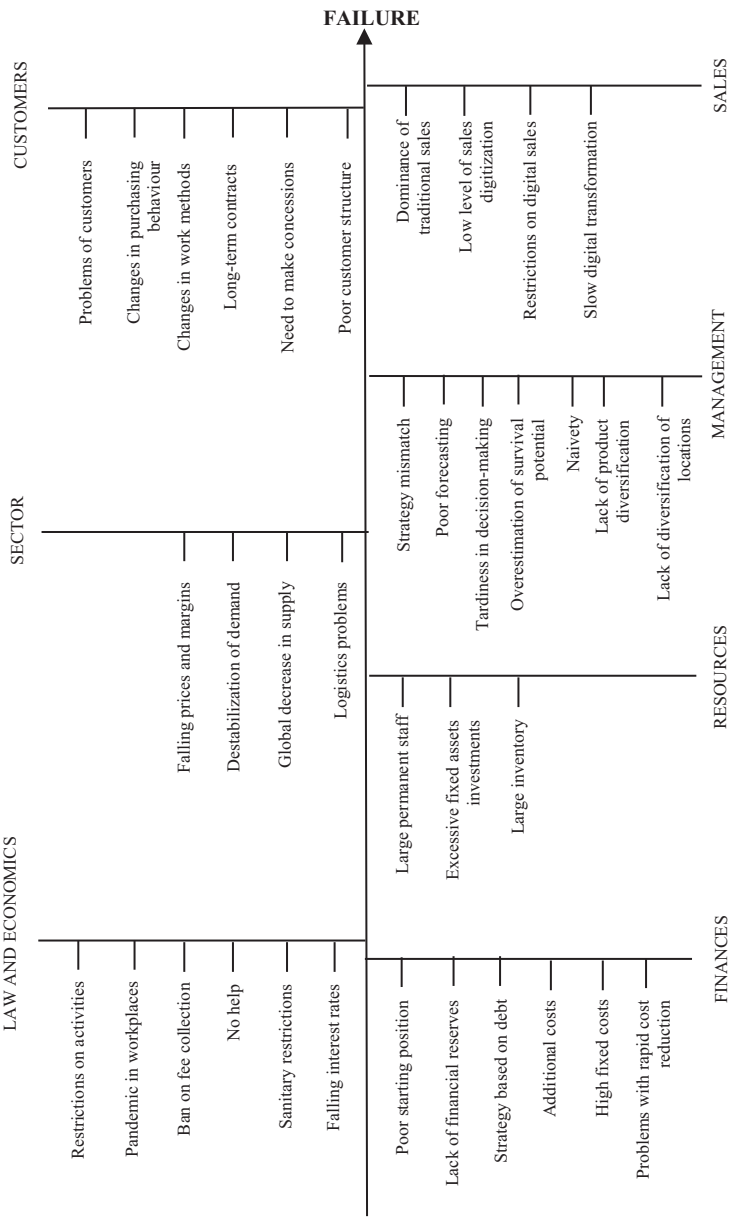 FAILURE
LAW AND ECONOMICS
Restrictions on activities
Pandemic in workplaces
Ban on fee collection
No help
Sanitary restrictions
Falling interest rates
SECTOR
Falling prices and margins
Destabilization of demand
Global decrease in supply
Logistics problems
CUSTOMERS
Problems of customers
Changes in purchasing
behaviour
Changes in work methods
Long-term contracts
Need to make concessions
Poor customer structure
Poor starting position
Lack of financial reserves
Strategy based on debt
Additional costs
High fixed costs
Problems with rapid cost
reduction
FINANCES
Large permanent staff
Excessive fixed assets
investments
Large inventory
RESOURCES
Strategy mismatch
Poor forecasting
Tardiness in decision-making
Overestimation of survival
potential
Naivety
Lack of product
diversification
Lack of diversification of
locations
MANAGEMENT
Dominance of
traditional sales
Low level of sales
digitization
Restrictions on digital sales
Slow digital transformation
SALES